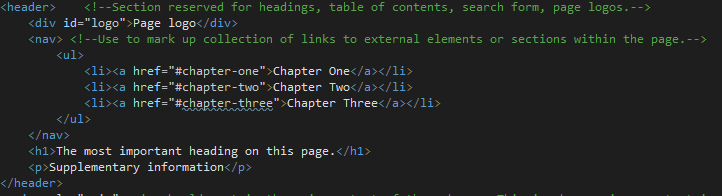 <header>    <!--Section reserved for headings, table of contents, search form, page logos.-->
    <div id="logo">Page logo</div>
    <nav> <!--Use to mark up collection of links to external elements or sections within the page.-->
        <ul>
            <li><a href="#chapter-one">Chapter One</a></li>
            <li><a href="#chapter-two">Chapter Two</a></li>
            <li><a href="#chapter-three">Chapter Three</a></li>
        </ul>
    </nav>
    <h1>The most important heading on this page.</h1>
    <p>Supplementary information</p>
</header>